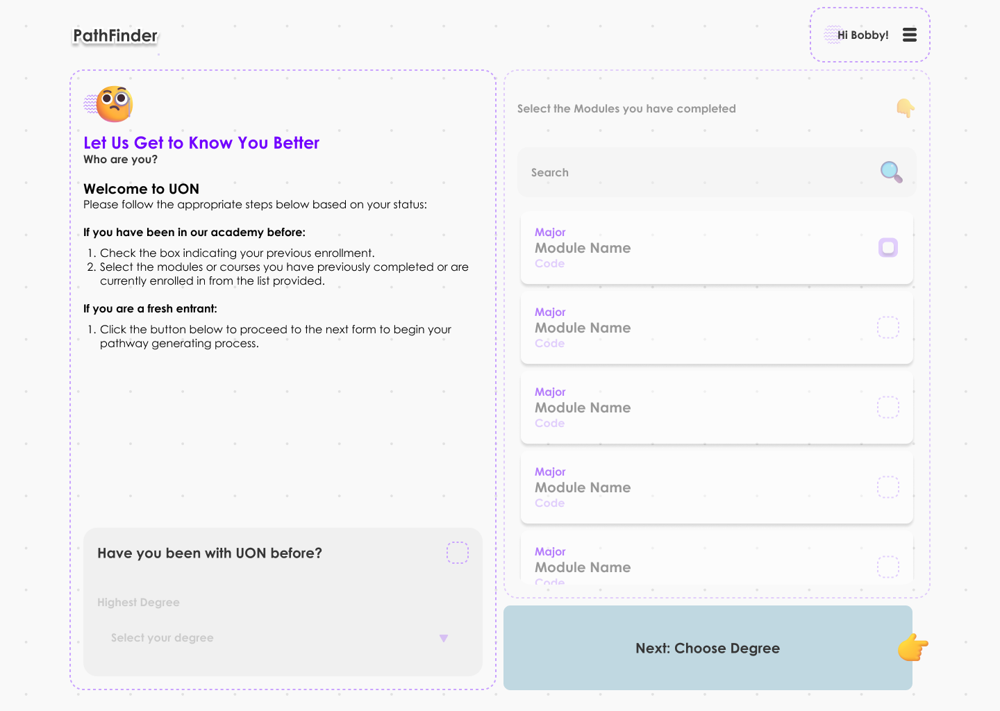 PathFinder
Hi Bobby!
Let Us Get to Know You Better
Who are you?
Welcome to UON
Please follow the appropriate steps below based on your status:
If you have been in our academy before:
1. Check the box indicating your previous enrollment.
2. Select the modules or courses you have previously completed or are
currently enrolled in from the list provided.
If you are a fresh entrant:
1. Click the button below to proceed to the next form to begin your
pathway generating process.
Have you been with UON before?
Highest Degree
Select your degree
Select the Modules you have completed
Search
Major
Module Name
Code
Major
Module Name
Code
Major
Module Name
Code
Major
Module Name
Code
Major
Module Name
Code
Next: Choose Degree